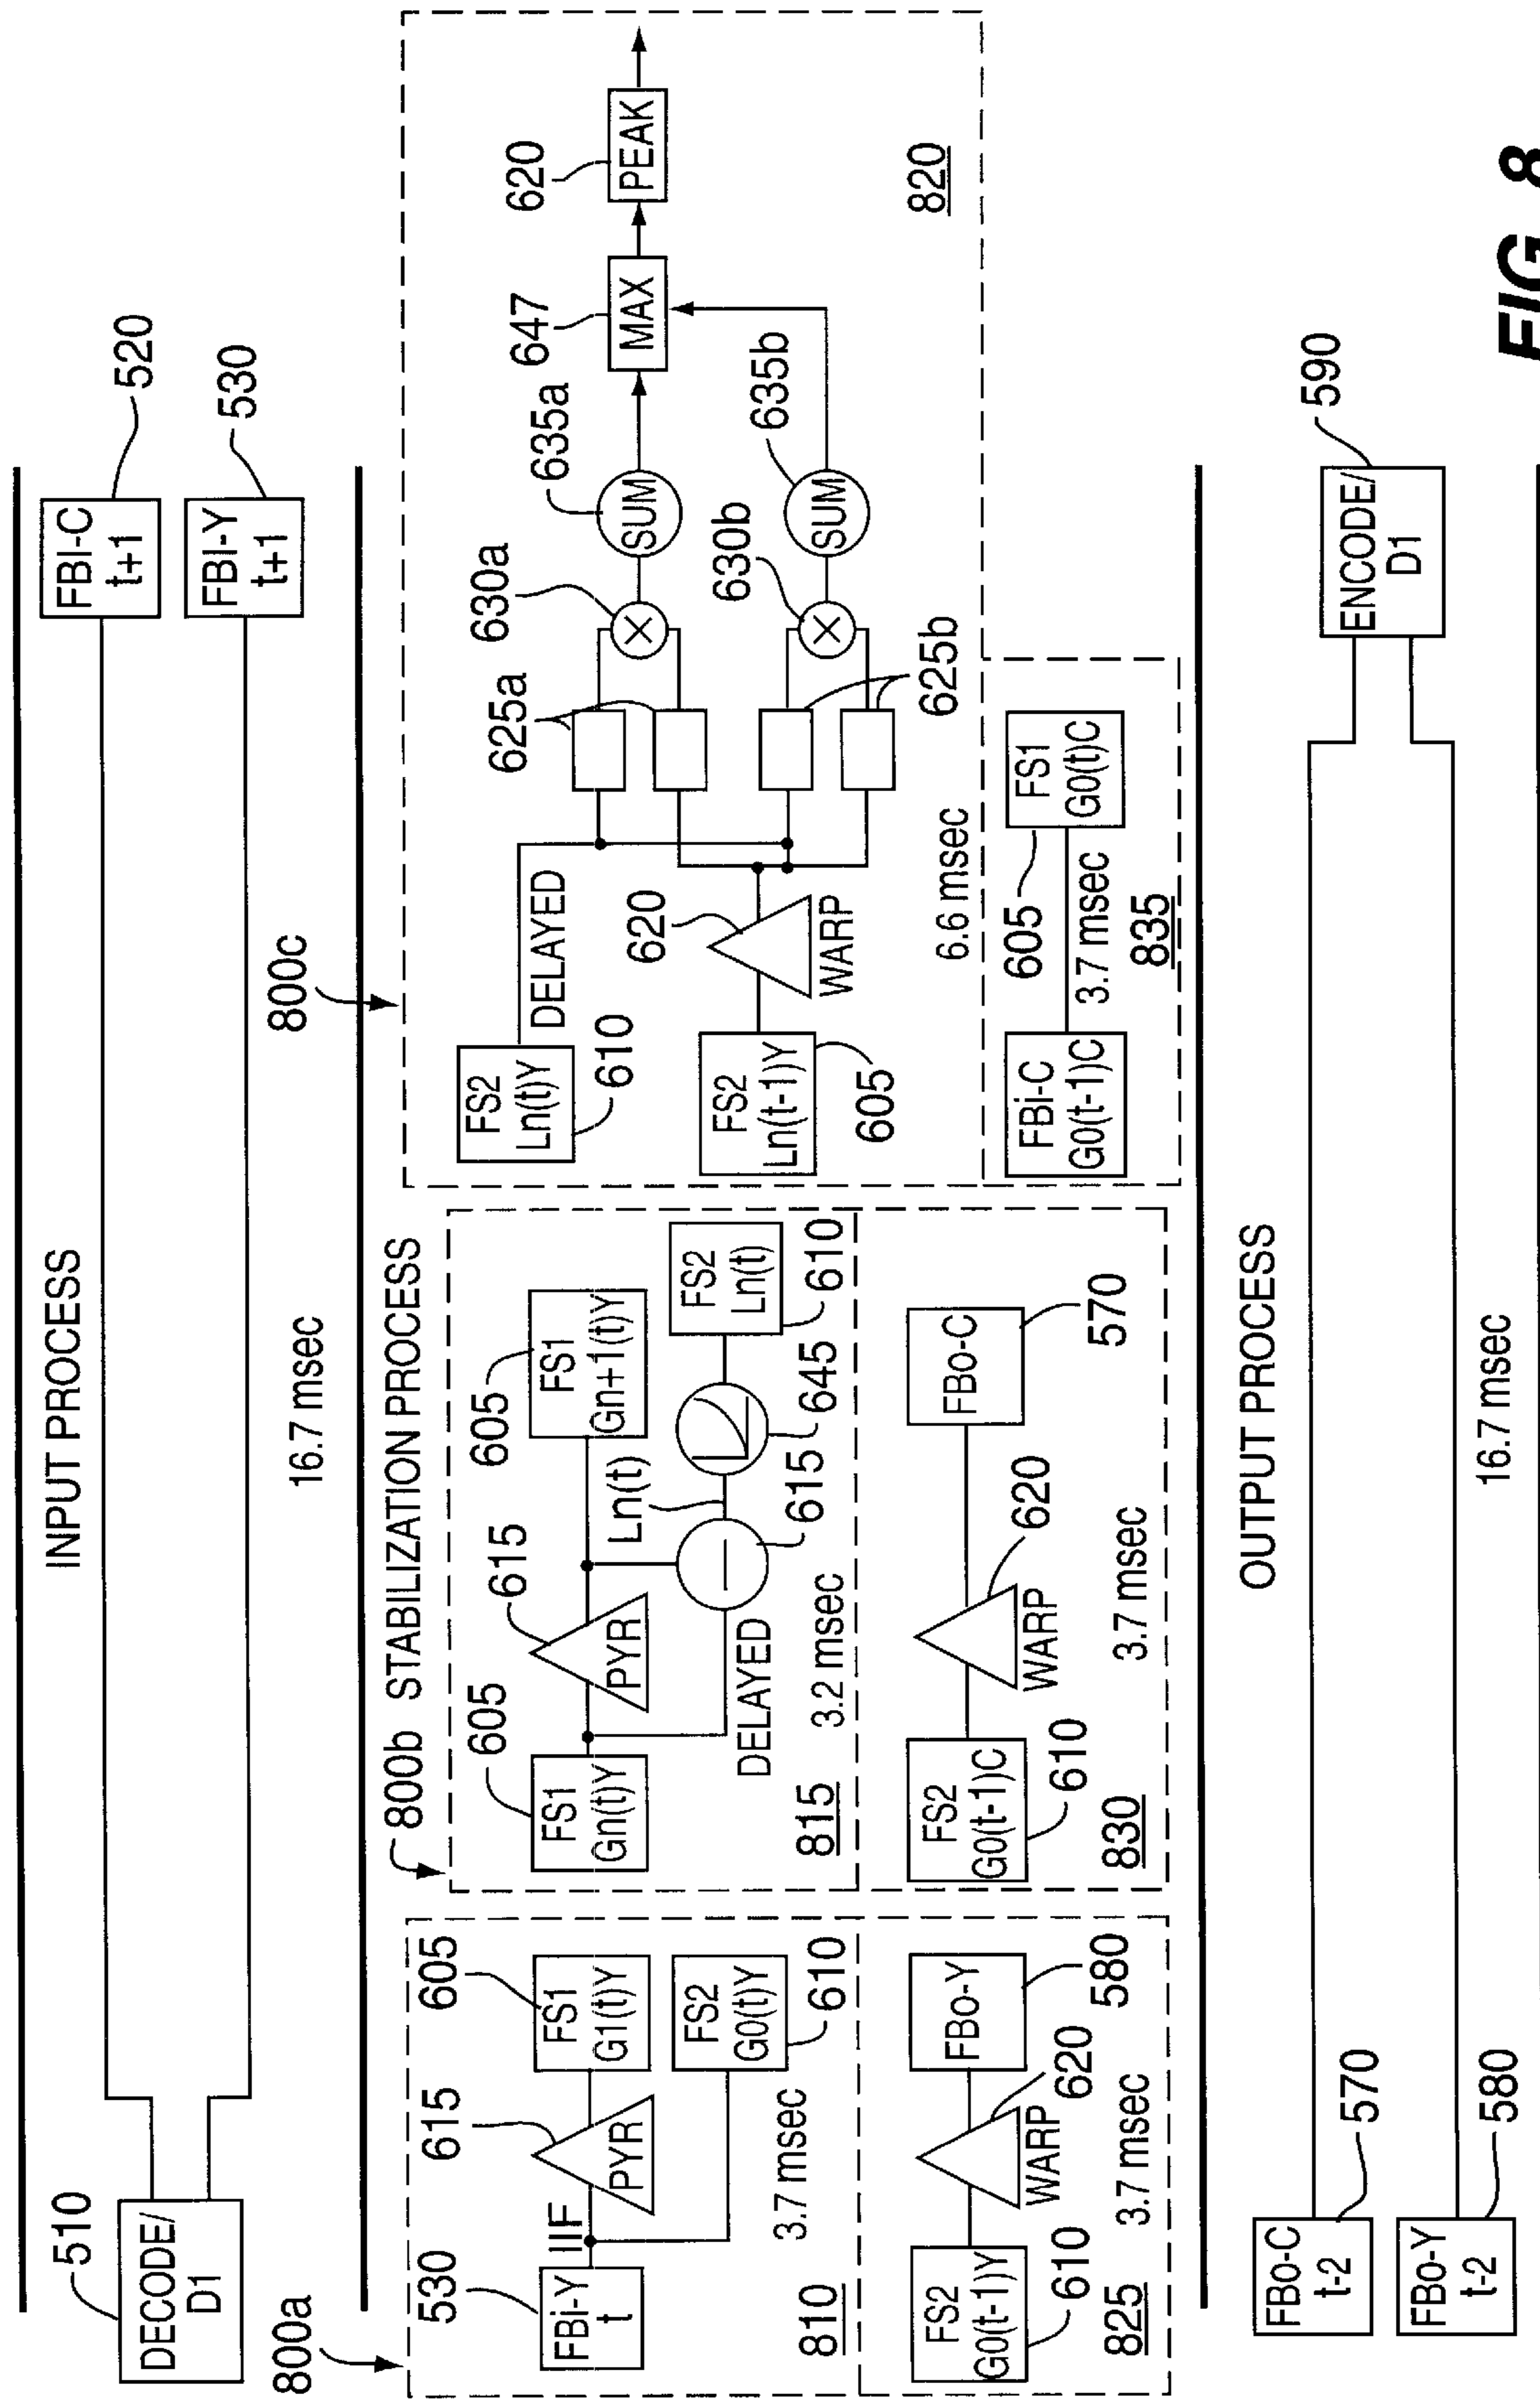 INPUT PROCESS
510
DECODE/
D1
FBI-C
t+1
520
FBI-Y
t+1
530
16.7 msec
800a
800b
STABILIZATION PROCESS
800c
530
FBi-Y
t
IIF
615
PYR
605
FS1
G1(t)Y
FS2
G0(t)Y
610
3.7 msec
810
FS2
G0(t-1)Y
610
WARP
620
FBo-Y
580
3.7 msec
825
605
FS1
Gn(t)Y
615
PYR
DELAYED
Ln(t)
615
645
605
FS1
Gn+1(t)Y
FS2
Ln(t)
610
3.2 msec
815
FS2
G0(t-1)C
610
WARP
620
FBo-C
570
3.7 msec
830
FS2
Ln(t)Y
610
DELAYED
FS2
Ln(t-1)Y
605
620
WARP
625a
625b
630a
630b
SUM
635a
SUM
635b
647
MAX
620
PEAK
820
6.6 msec
FBi-C
G0(t-1)C
605
FS1
G0(t)C
3.7 msec
835
OUTPUT PROCESS
FBo-C
t-2
570
FBo-Y
t-2
580
16.7 msec
ENCODE/
D1
590
FIG. 8